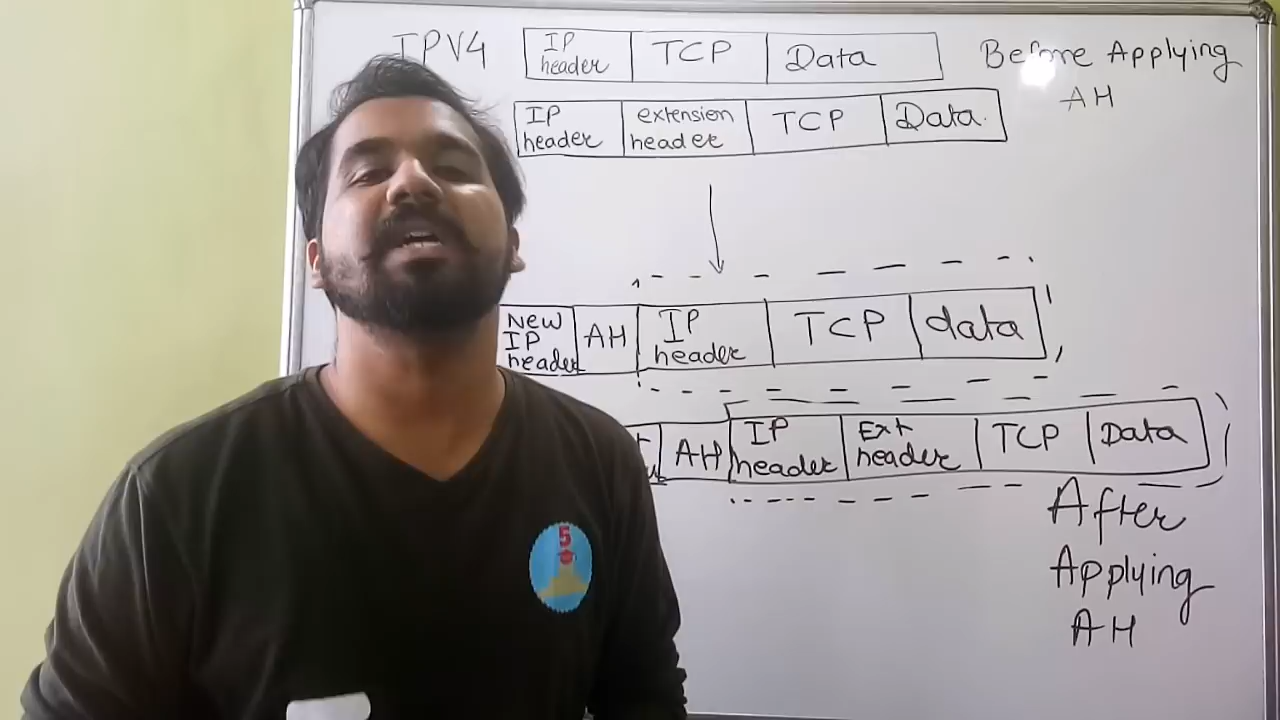 IPV4 IP header TCP Data Before Applying AH
IP header extension header TCP Data.
New IP header AH IP header TCP data
AH IP header Ext header TCP Data
After
Applying
AH
5